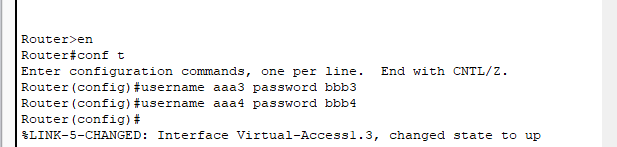 Router>en
Router#conf t
Enter configuration commands, one per line.  End with CNTL/Z.
Router(config)#username aaa3 password bbb3
Router(config)#username aaa4 password bbb4
Router(config)#
%LINK-5-CHANGED: Interface Virtual-Access1.3, changed state to up